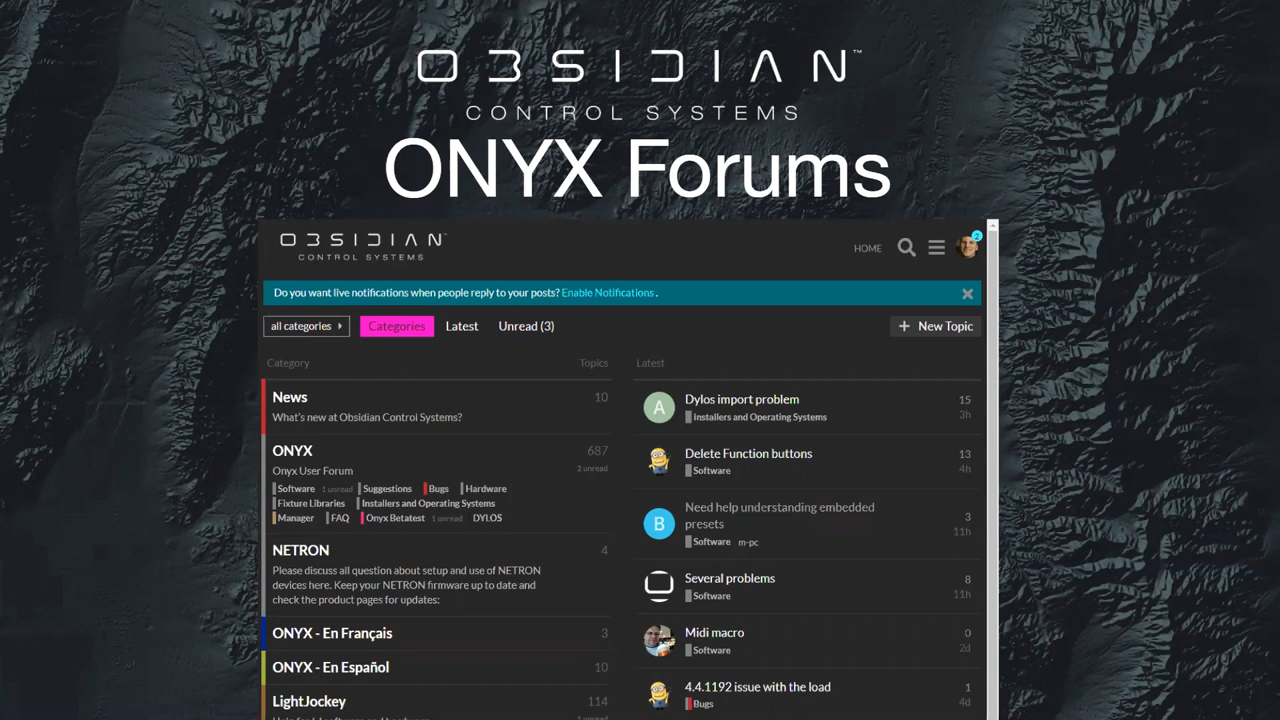 OBSIDIAN™
CONTROL SYSTEMS
ONYX Forums
OBSIDIAN™
CONTROL SYSTEMS
HOME
2
Do you want live notifications when people reply to your posts? Enable Notifications .
all categories
Categories
Latest
Unread (3)
+ New Topic
Category
Topics
News
10
What's new at Obsidian Control Systems?
ONYX
687
Onyx User Forum
2 unread
Software 1 unread Suggestions Bugs Hardware
Fixture Libraries Installers and Operating Systems
Manager FAQ Onyx Betatest 1 unread DYLOS
NETRON
4
Please discuss all question about setup and use of NETRON
devices here. Keep your NETRON firmware up to date and
check the product pages for updates:
ONYX - En Français
3
ONYX - En Español
10
LightJockey
114
1 unread
Latest
A
Dylos import problem
15
Installers and Operating Systems
3h
Delete Function buttons
13
Software
4h
B
Need help understanding embedded
presets
3
Software m-pc
11h
Several problems
8
Software
11h
Midi macro
0
Software
2d
4.4.1192 issue with the load
1
Bugs
4d